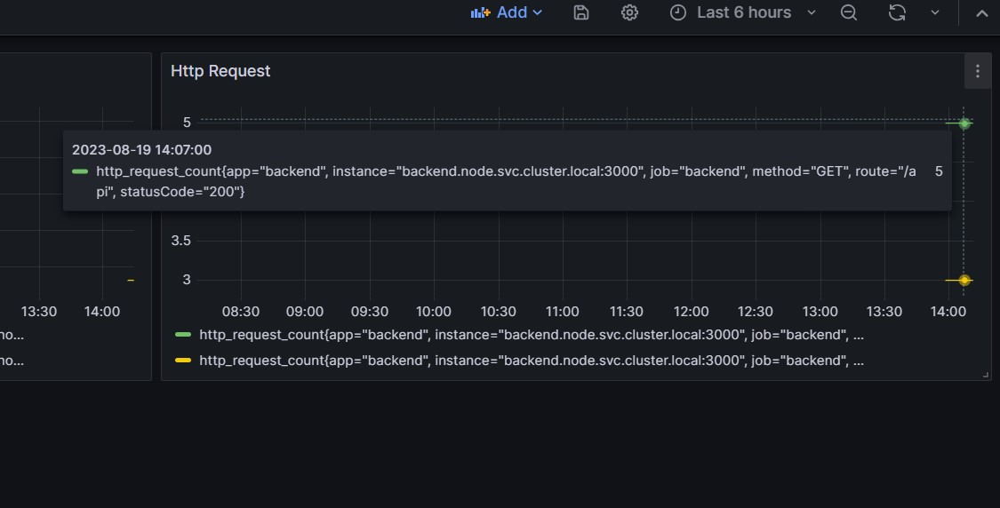 Add
Last 6 hours
Http Request
5
2023-08-19 14:07:00
http_request_count{app="backend", instance="backend.node.svc.cluster.local:3000", job="backend", method="GET", route="/a 5
pi", statusCode="200"}
3.5
3
13:30 14:00
08:30 09:00 09:30 10:00 10:30 11:00 11:30 12:00 12:30 13:00 13:30 14:00
no...
http_request_count{app="backend", instance="backend.node.svc.cluster.local:3000", job="backend", ...
no...
http_request_count{app="backend", instance="backend.node.svc.cluster.local:3000", job="backend", ...